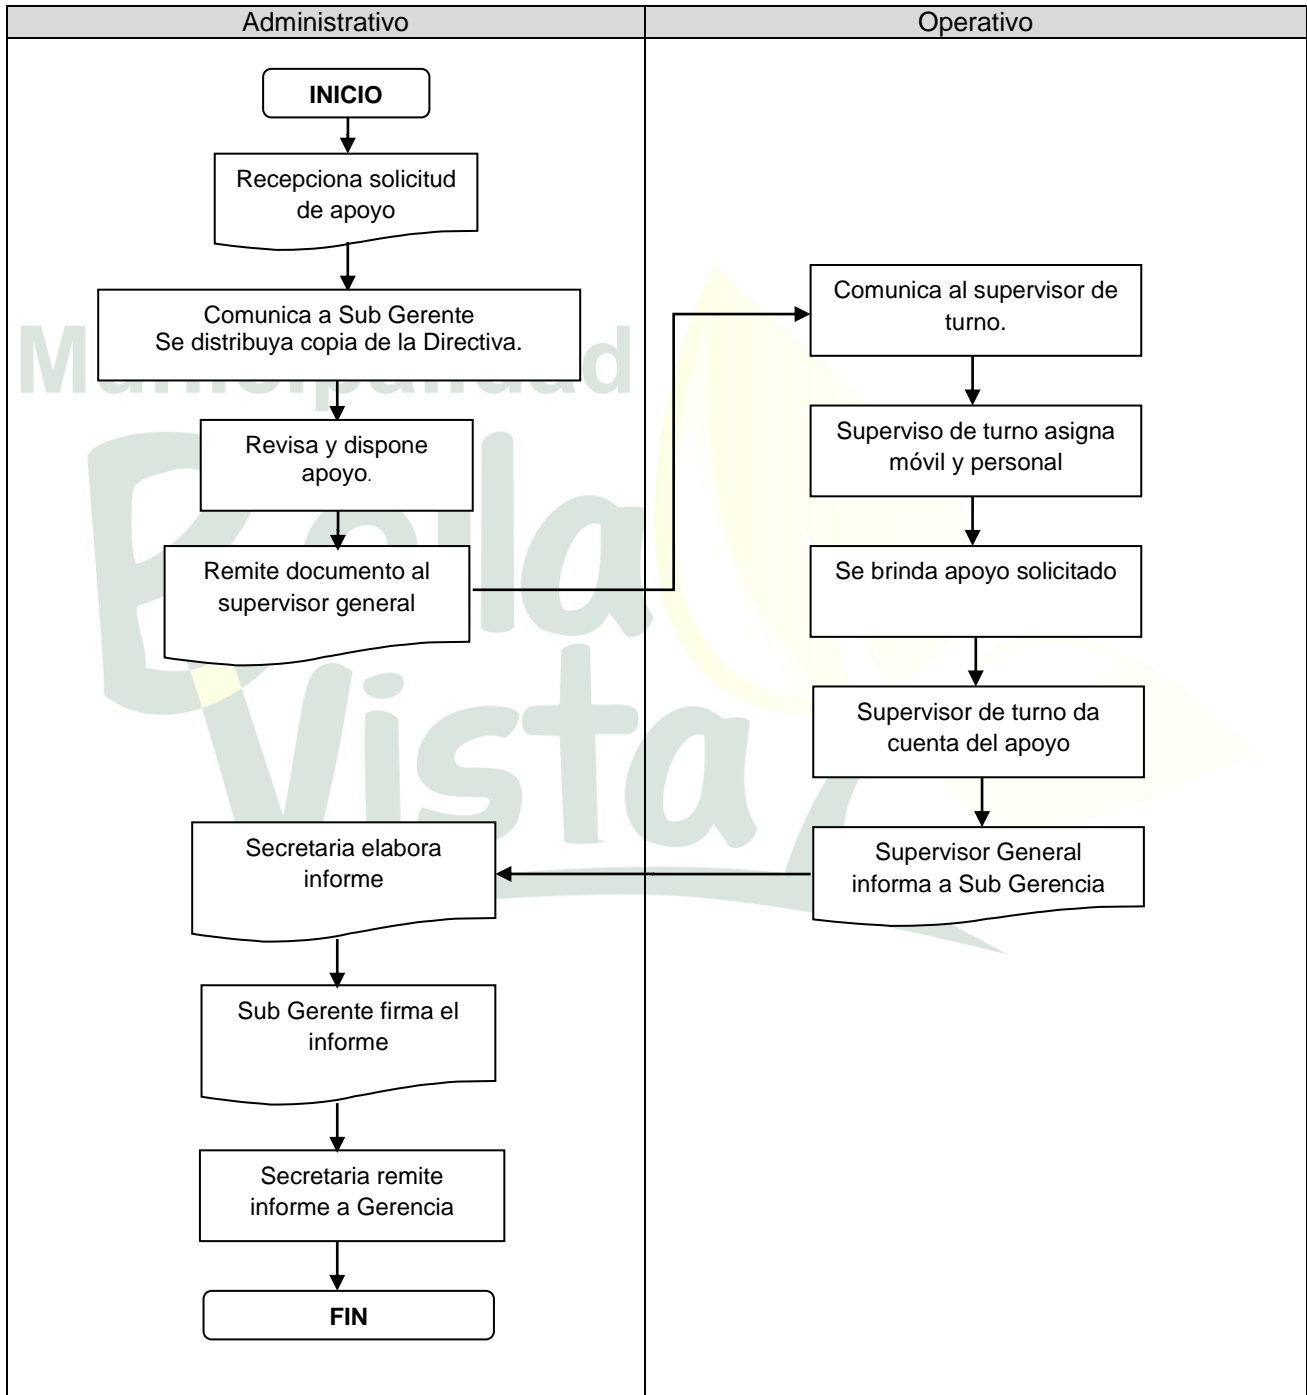 Administrativo
Operativo
INICIO
Recepciona solicitud
de apoyo
Comunica a Sub Gerente
Se distribuya copia de la Directiva.
Revisa y dispone
apoyo.
Remite documento al
supervisor general
Comunica al supervisor de
turno.
Superviso de turno asigna
móvil y personal
Se brinda apoyo solicitado
Supervisor de turno da
cuenta del apoyo
Supervisor General
informa a Sub Gerencia
Secretaria elabora
informe
Sub Gerente firma el
informe
Secretaria remite
informe a Gerencia
FIN
Municipalidad
Bella
Vista